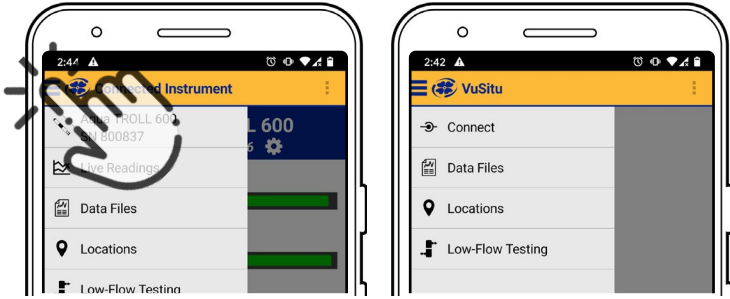 2:44
Connected Instrument
Aqua TROLL 600
SN 800837
Live Readings
Data Files
Locations
Low-Flow Testing
L 600
6
2:42
VuSitu
Connect
Data Files
Locations
Low-Flow Testing